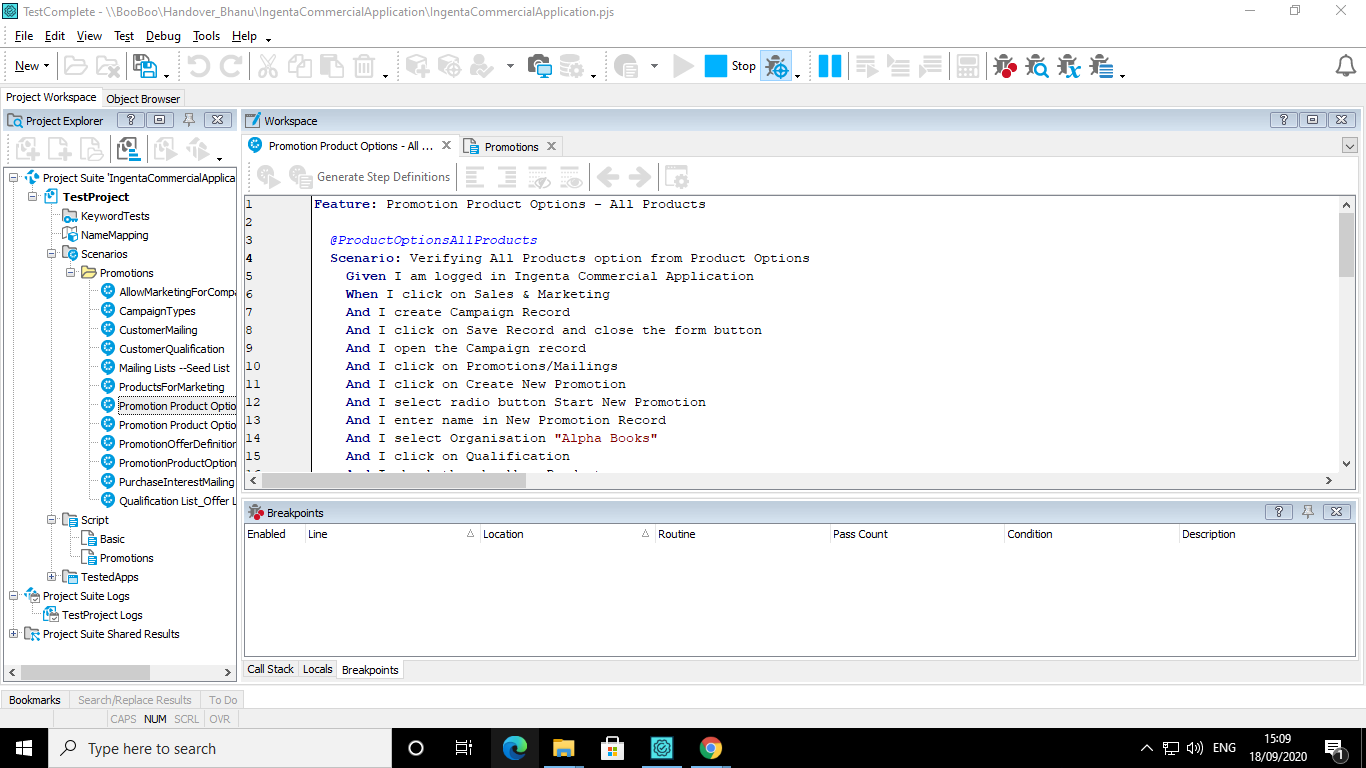 TestComplete - \\BooBoo\Handover_Bhanu\IngentaCommercialApplication\IngentaCommercialApplication.pjs
File Edit View Test Debug Tools Help
New Stop
Project Workspace Object Browser
Project Explorer
Project Suite 'IngentaCommercialApplica
TestProject
KeywordTests
NameMapping
Scenarios
Promotions
AllowMarketingForCompa
CampaignTypes
CustomerMailing
CustomerQualification
Mailing Lists --Seed List
ProductsForMarketing
Promotion Product Optio
Promotion Product Optio
PromotionOfferDefinition
PromotionProductOption
PurchaseInterestMailing
Qualification List_Offer L
Script
Basic
Promotions
TestedApps
Project Suite Logs
TestProject Logs
Project Suite Shared Results
Workspace
Promotion Product Options - All ... Promotions
Generate Step Definitions
1 Feature: Promotion Product Options - All Products
2
3 @ProductOptionsAllProducts
4 Scenario: Verifying All Products option from Product Options
5 Given I am logged in Ingenta Commercial Application
6 When I click on Sales & Marketing
7 And I create Campaign Record
8 And I click on Save Record and close the form button
9 And I open the Campaign record
10 And I click on Promotions/Mailings
11 And I click on Create New Promotion
12 And I select radio button Start New Promotion
13 And I enter name in New Promotion Record
14 And I select Organisation "Alpha Books"
15 And I click on Qualification
Breakpoints
Enabled Line Location Routine Pass Count Condition Description
Call Stack Locals Breakpoints
Bookmarks Search/Replace Results To Do
CAPS NUM SCRL OVR
Type here to search
ENG
15:09
18/09/2020
1